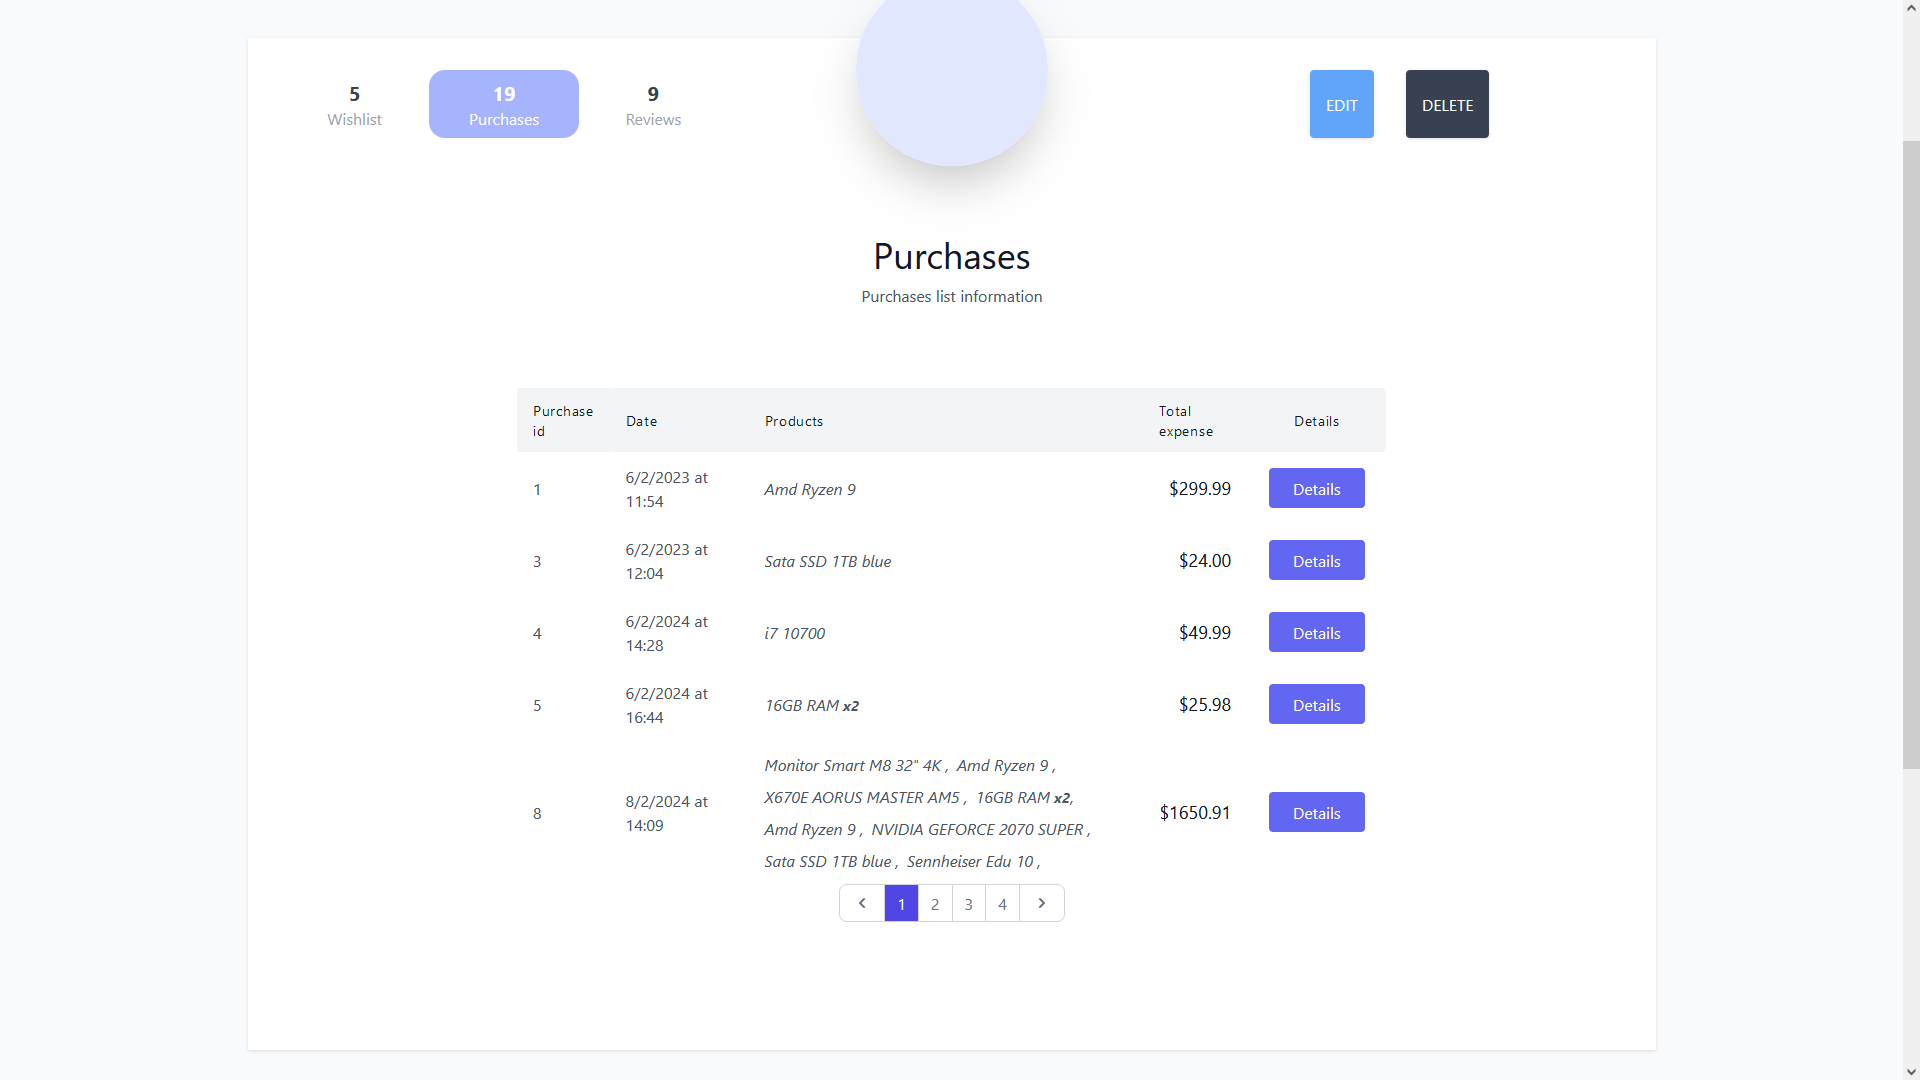 5
Wishlist
19
Purchases
9
Reviews
EDIT
DELETE
Purchases
Purchases list information
Purchase
id
Date
Products
Total
expense
Details
1
6/2/2023 at
11:54
Amd Ryzen 9
$299.99
Details
3
6/2/2023 at
12:04
Sata SSD 1TB blue
$24.00
Details
4
6/2/2024 at
14:28
i7 10700
$49.99
Details
5
6/2/2024 at
16:44
16GB RAM x2
$25.98
Details
8
8/2/2024 at
14:09
Monitor Smart M8 32" 4K , Amd Ryzen 9 ,
X670E AORUS MASTER AM5 , 16GB RAM x2,
Amd Ryzen 9 , NVIDIA GEFORCE 2070 SUPER ,
Sata SSD 1TB blue , Sennheiser Edu 10 ,
$1650.91
Details
1 2 3 4